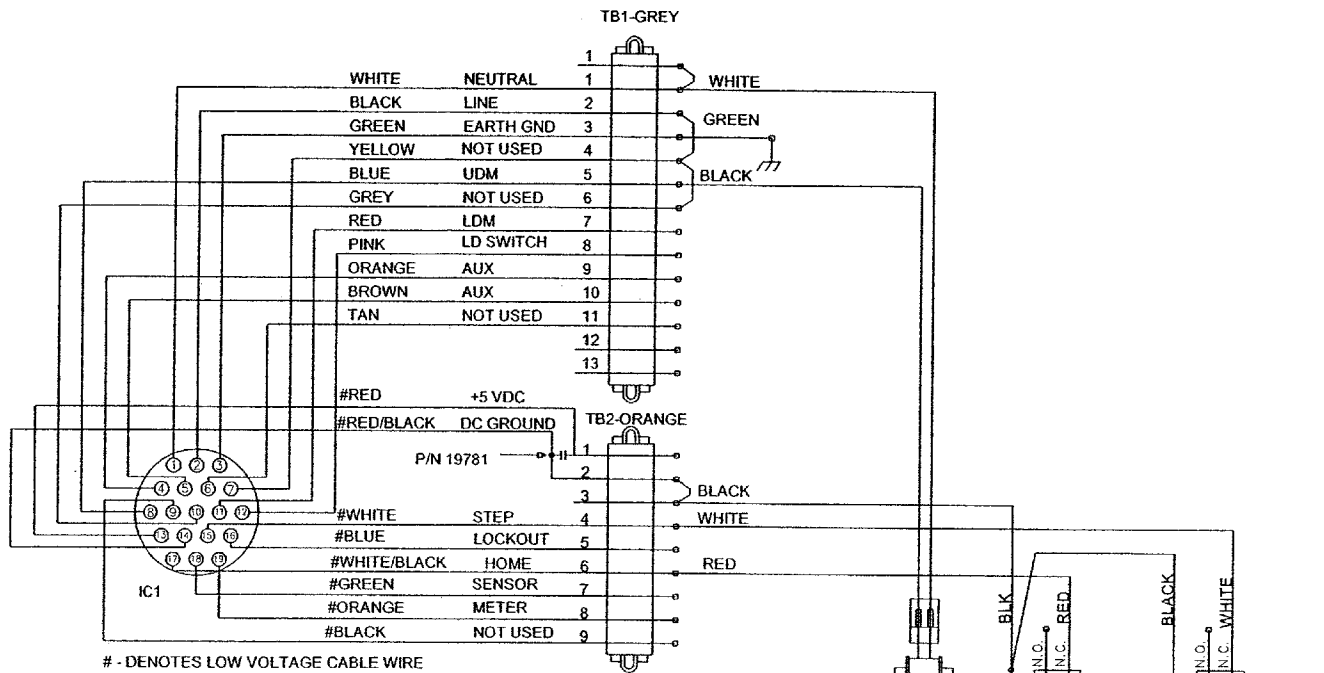 TB1-GREY
1
WHITE NEUTRAL 1 WHITE
BLACK LINE 2
GREEN EARTH GND 3 GREEN
YELLOW NOT USED 4
BLUE UDM 5 BLACK
GREY NOT USED 6
RED LDM 7
PINK LD SWITCH 8
ORANGE AUX 9
BROWN AUX 10
TAN NOT USED 11
12
13
#RED +5 VDC
#RED/BLACK DC GROUND TB2-ORANGE
P/N 19781 1
2
3 BLACK
#WHITE STEP 4 WHITE
#BLUE LOCKOUT 5
#WHITE/BLACK HOME 6 RED
#GREEN SENSOR 7
#ORANGE METER 8
#BLACK NOT USED 9
1 2 3
4 5 6 7
8 9 10 11 12
13 14 15 16
17 18 19
IC1
# - DENOTES LOW VOLTAGE CABLE WIRE
BLK
N.O.
N.C. RED
BLACK
N.O.
N.C. WHITE